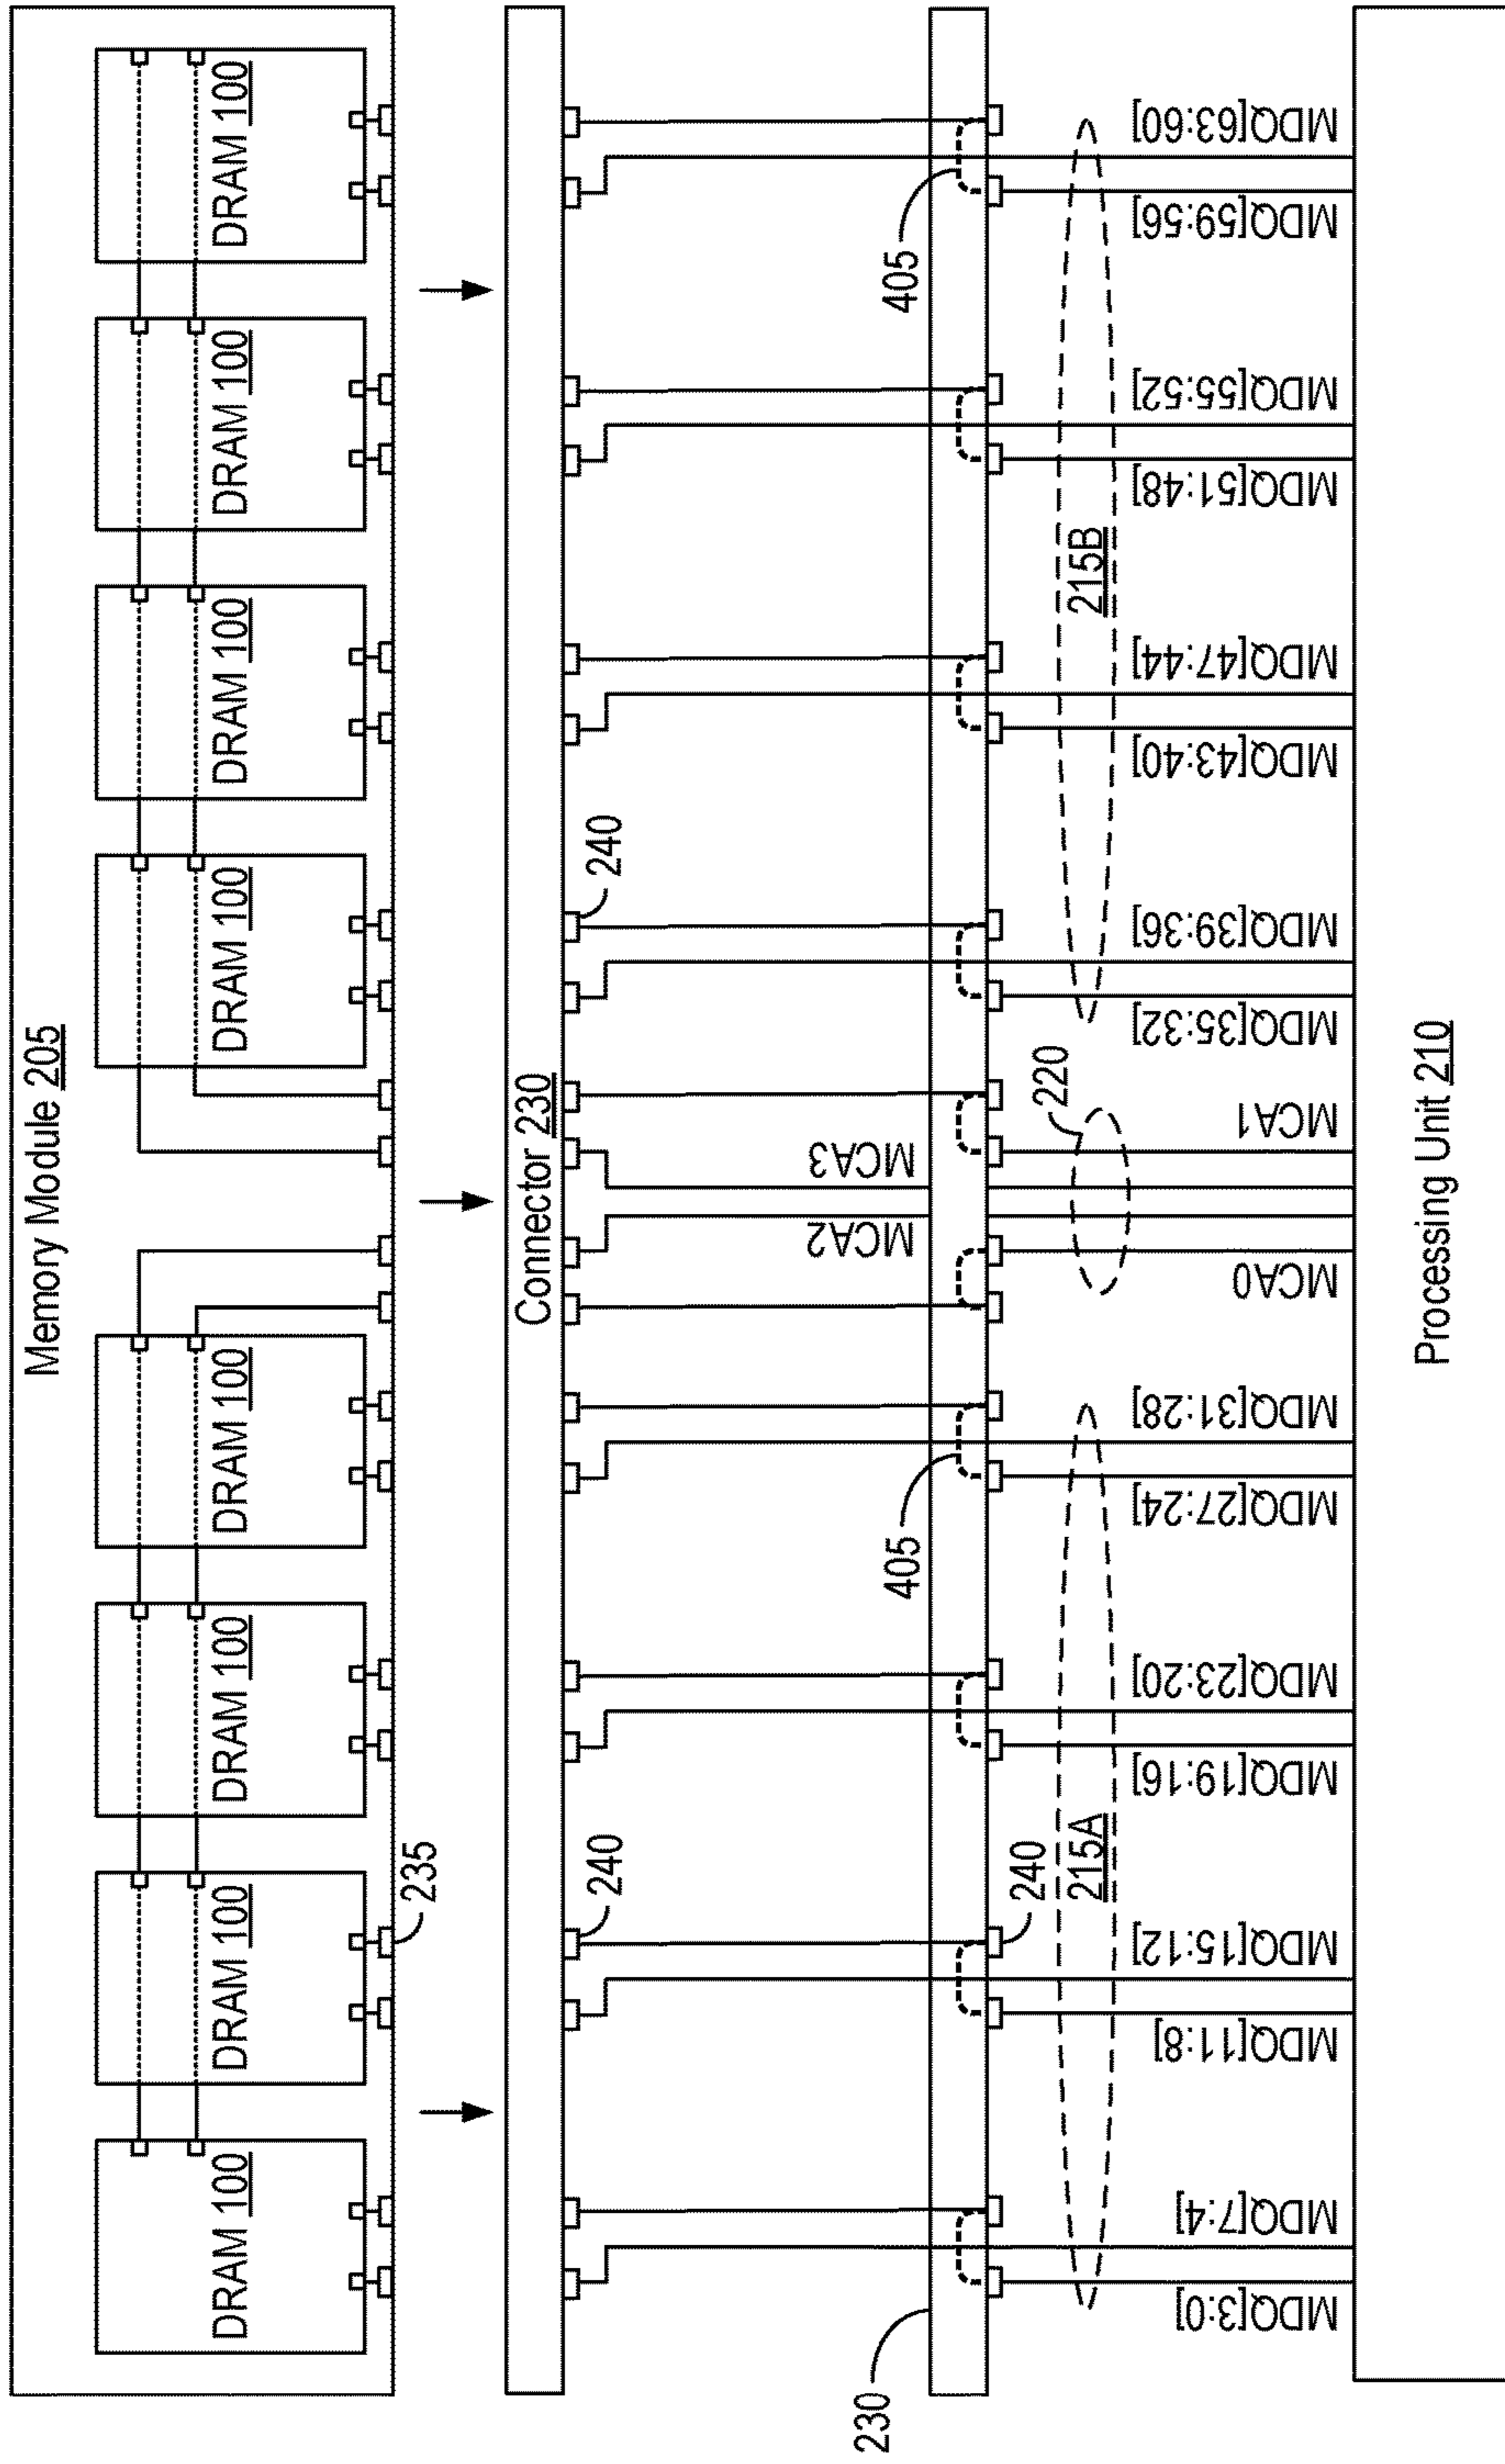 Memory Module 205
DRAM 100
DRAM 100
DRAM 100
DRAM 100
DRAM 100
DRAM 100
DRAM 100
DRAM 100
235
Connector 230
240
240
MCA2
MCA3
230
405
405
240
215A
220
215B
MDQ[3:0]
MDQ[7:4]
MDQ[11:8]
MDQ[15:12]
MDQ[19:16]
MDQ[23:20]
MDQ[27:24]
MDQ[31:28]
MCA0
MCA1
MDQ[35:32]
MDQ[39:36]
MDQ[43:40]
MDQ[47:44]
MDQ[51:48]
MDQ[55:52]
MDQ[59:56]
MDQ[63:60]
Processing Unit 210